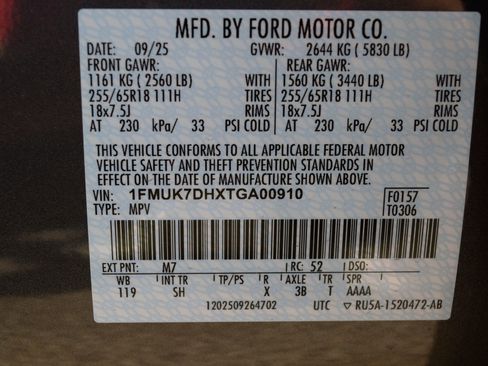 MFD. BY FORD MOTOR CO.
DATE: 09/25 GVWR: 2644 KG (5830 LB)
FRONT GAWR: REAR GAWR:
1161 KG (2560 LB) WITH 1560 KG (3440 LB) WITH
255/65R18 111H TIRES 255/65R18 111H TIRES
18x7.5J RIMS 18x7.5J RIMS
AT 230 kPa/ 33 PSI COLD AT 230 kPa/ 33 PSI COLD
THIS VEHICLE CONFORMS TO ALL APPLICABLE FEDERAL MOTOR
VEHICLE SAFETY AND THEFT PREVENTION STANDARDS IN
EFFECT ON THE DATE OF MANUFACTURE SHOWN ABOVE.
VIN: 1FMUK7DHXTGA00910 F0157
TYPE: MPV T0306
EXT PNT: M7 RC: 52 DSO:
WB INT TR TP/PS R AXLE TR SPR
119 SH X 3B T AAAA
1202509264702 UTC ▽ RU5A-1520472-AB